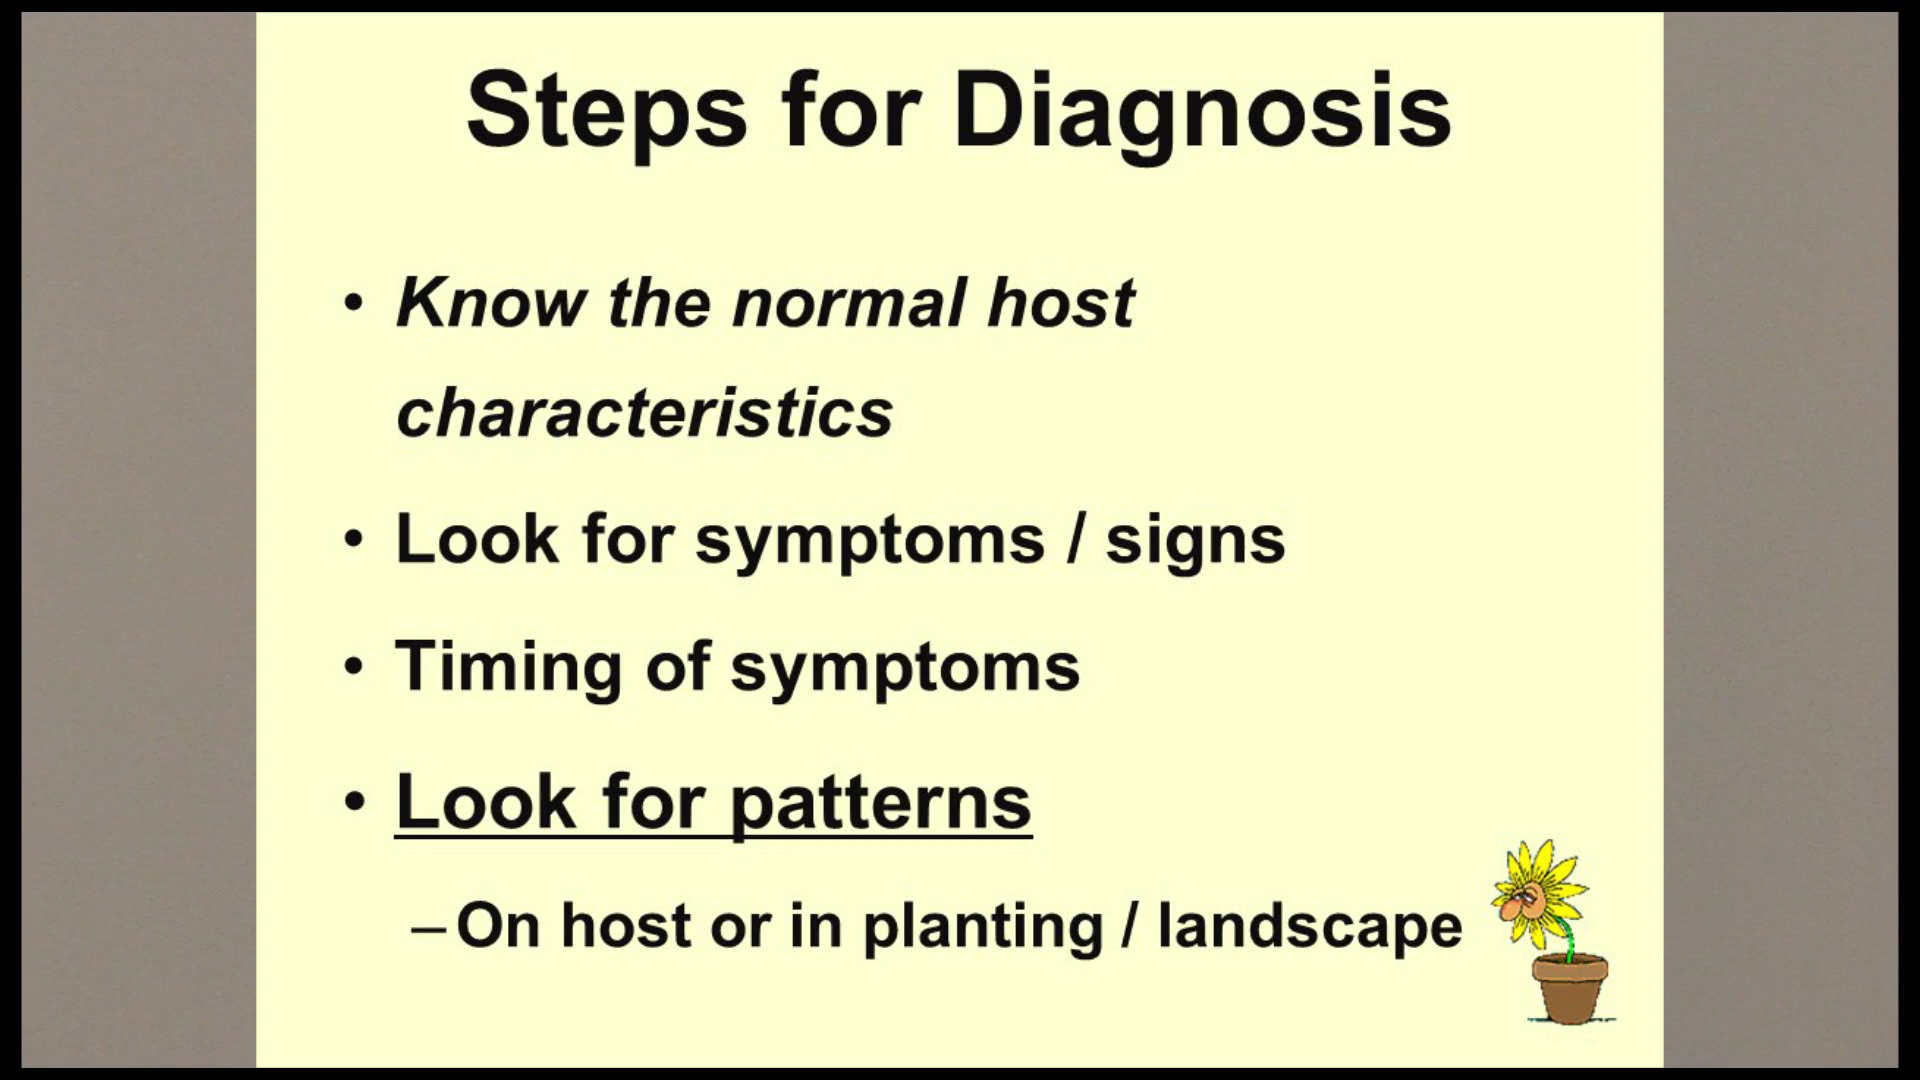 Steps for Diagnosis
• Know the normal host
characteristics
• Look for symptoms / signs
• Timing of symptoms
• Look for patterns
– On host or in planting / landscape